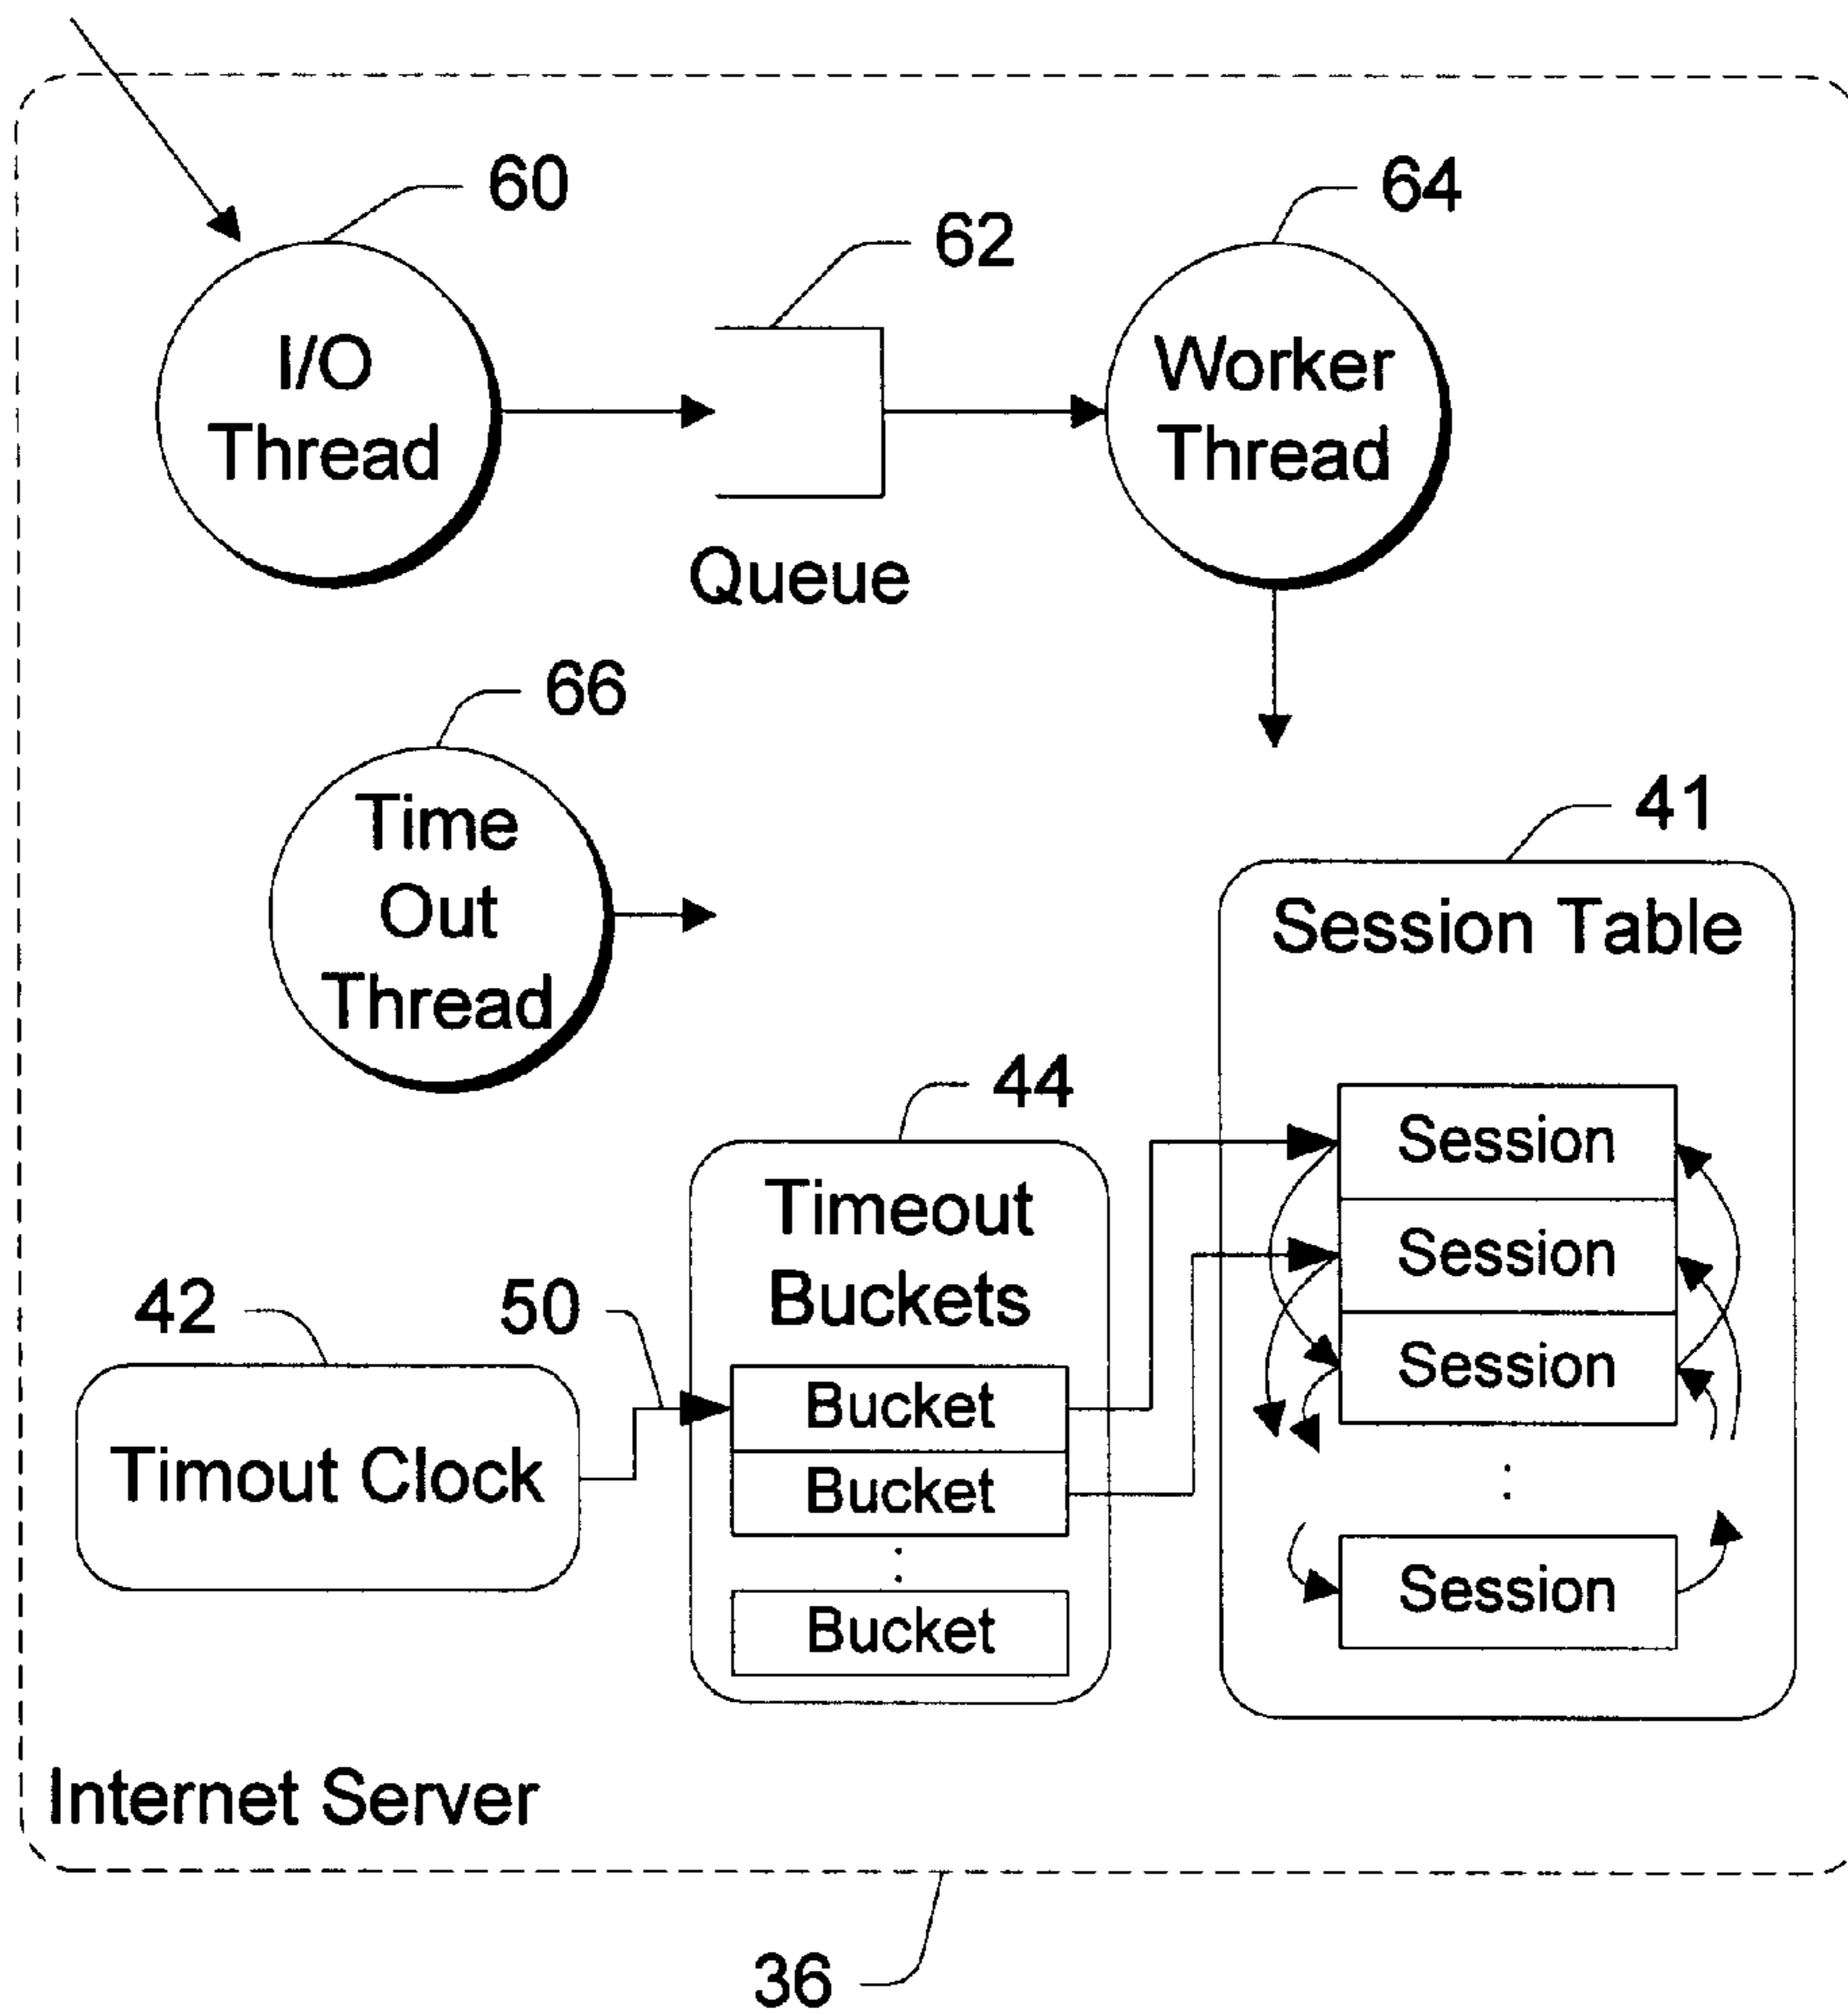 60
62
64
I/O
Thread
Worker
Thread
Queue
66
Time
Out
Thread
41
Session Table
44
Timeout
Buckets
Session
Session
Session
:
Session
42
50
Timout Clock
Bucket
Bucket
:
Bucket
Internet Server
36